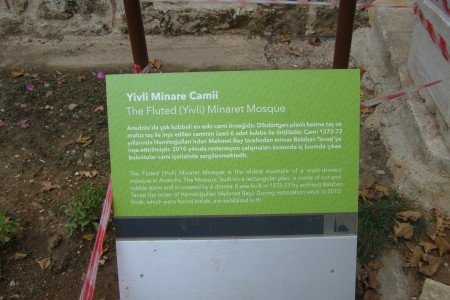 Yivli Minare Camii
The Fluted (Yivli) Minaret Mosque
Anadolu'da çok kubbeli en eski cami örneğidir. Dikdörtgen planlı kesme taş ve
moloz taş ile inşa edilen caminin üzeri 6 adet kubbe ile örtülüdür. Cami 1372-73
yıllarında Hamitoğulları'ndan Mahmut Bey tarafından mimar Balaban Tavaşi'ye
inşa ettirilmiştir. 2010 yılında restorasyon çalışmaları sırasında iç kısımda çıkan
buluntular cami içerisinde sergilenmektedir.
The Fluted (Yivli) Minaret Mosque is the oldest example of a multi-domed
mosque in Anatolia. The Mosque, built on a rectangular plan, is made of cut and
rubble stone and is covered by 6 domes. It was built in 1372-73 by architect Balaban
Tavaşi (by order of Hamitoğulları Mahmut Bey). During restoration work in 2010
finds, which were found inside, are exhibited in it.